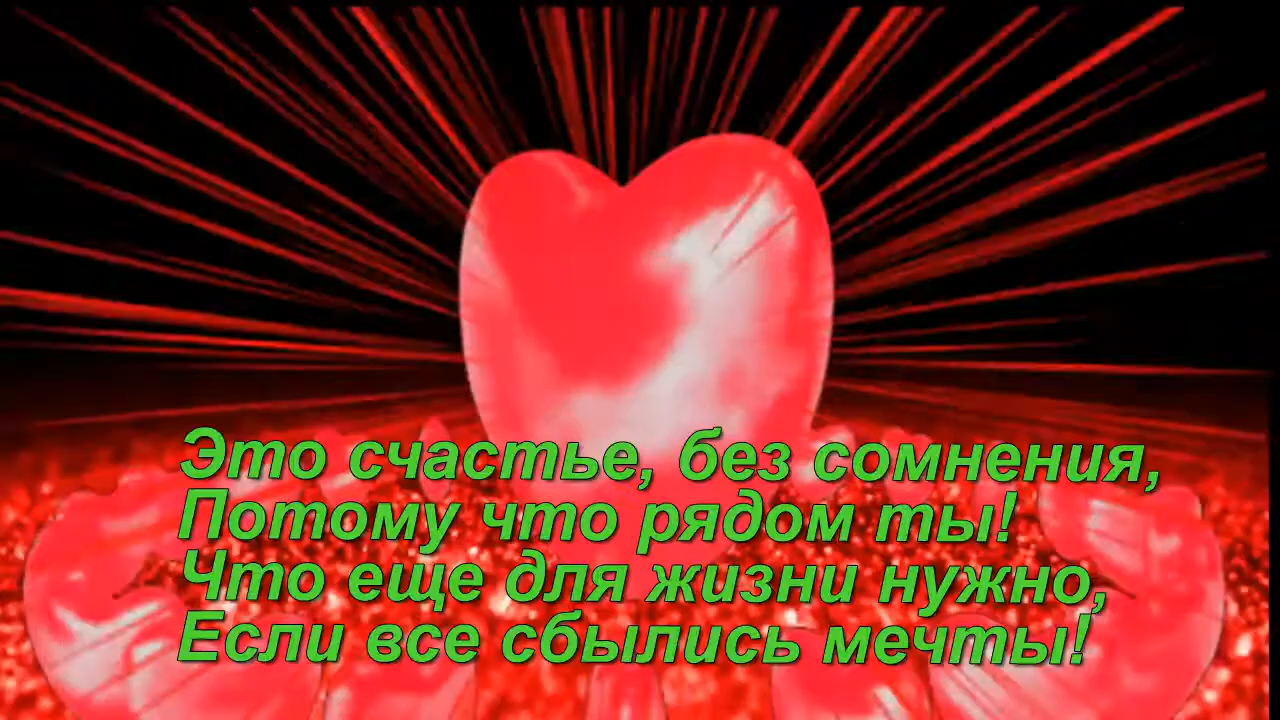 Это счастье, без сомнения,
Потому что рядом ты!
Что еще для жизни нужно,
Если все сбылись мечты!